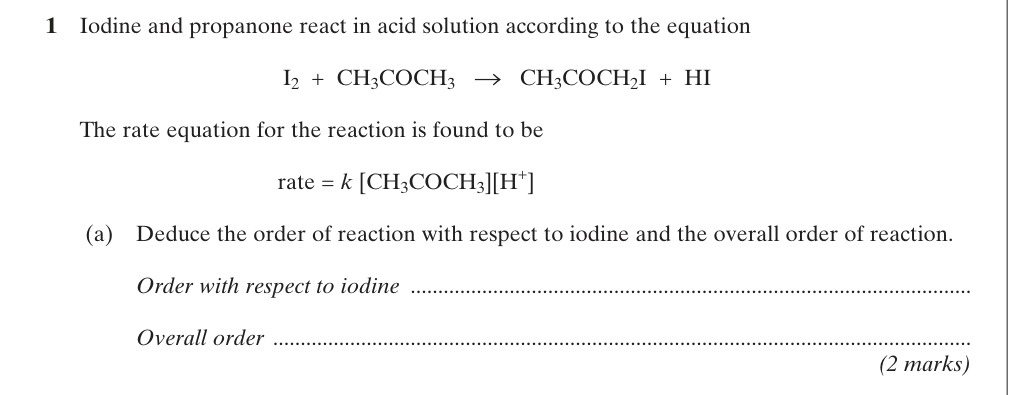 1 Iodine and propanone react in acid solution according to the equation
I₂ + CH₃COCH₃ → CH₃COCH₂I + HI
The rate equation for the reaction is found to be
rate = k [CH₃COCH₃][H⁺]
(a) Deduce the order of reaction with respect to iodine and the overall order of reaction.
Order with respect to iodine ......................................................................................................
Overall order ...............................................................................................................................
(2 marks)